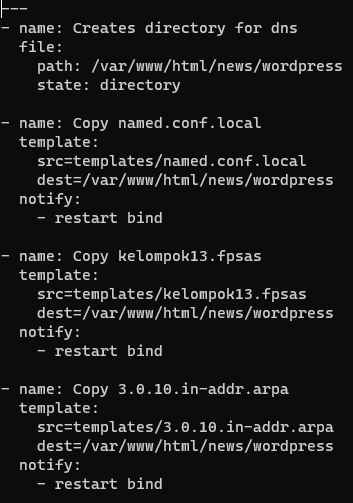 ---
- name: Creates directory for dns
  file:
    path: /var/www/html/news/wordpress
    state: directory

- name: Copy named.conf.local
  template:
    src=templates/named.conf.local
    dest=/var/www/html/news/wordpress
  notify:
    - restart bind

- name: Copy kelompok13.fpsas
  template:
    src=templates/kelompok13.fpsas
    dest=/var/www/html/news/wordpress
  notify:
    - restart bind

- name: Copy 3.0.10.in-addr.arpa
  template:
    src=templates/3.0.10.in-addr.arpa
    dest=/var/www/html/news/wordpress
  notify:
    - restart bind